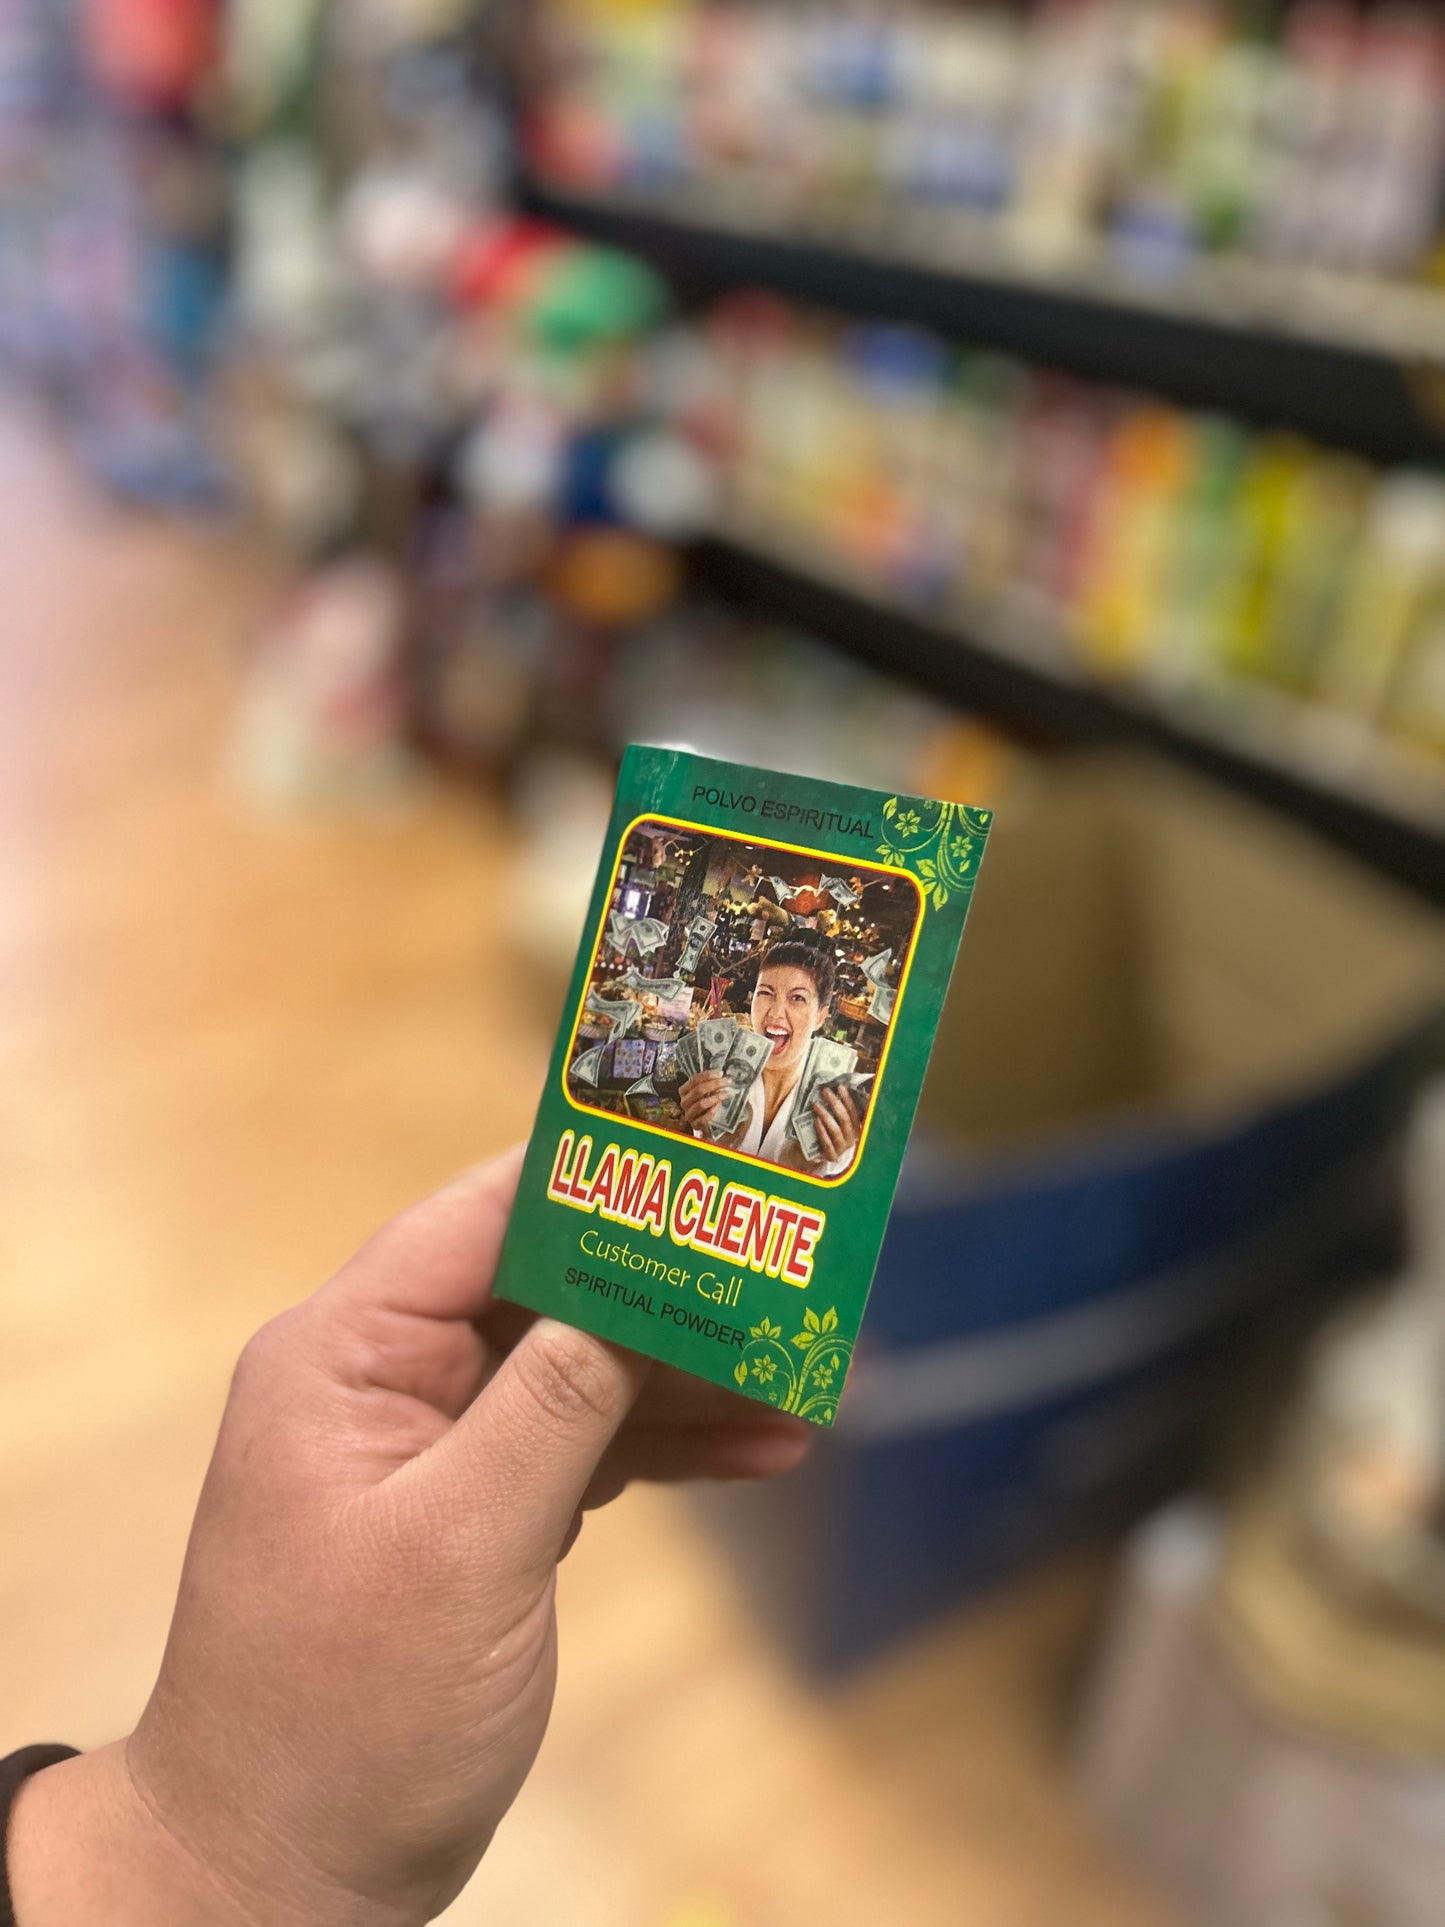 POLVO ESPIRITUAL
LLAMA CLIENTE
Customer Call
SPIRITUAL POWDER